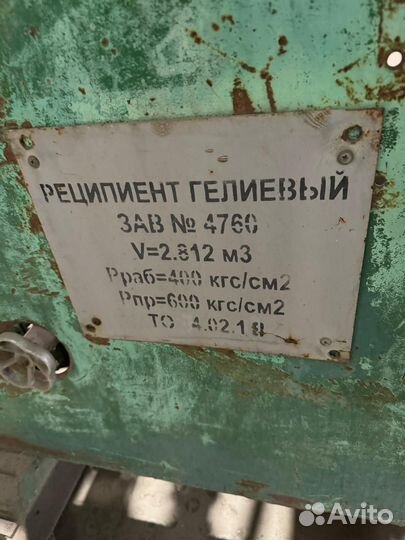 РЕЦИПИЕНТ ГЕЛИЕВЫЙ
ЗАВ № 4760
V=2.812 м3
Рраб=400 кгс/см2
Рпр=600 кгс/см2
ТО 4.02.18
Avito